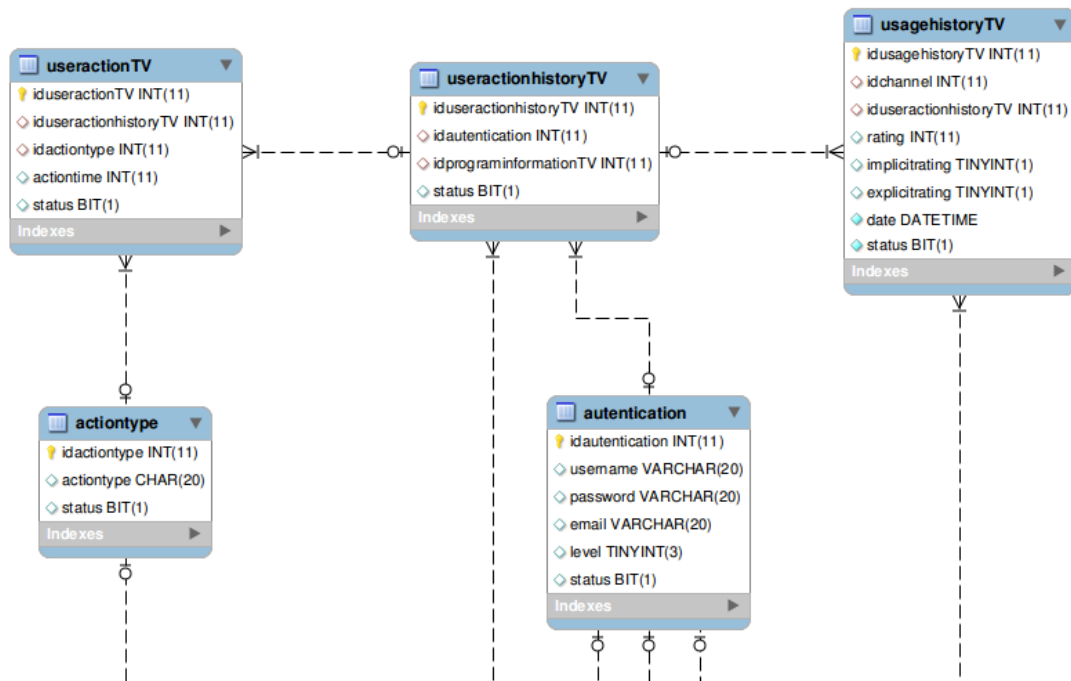 useractionTV
iduseractionTV INT(11)
iduseractionhistoryTV INT(11)
idactiontype INT(11)
actiontime INT(11)
status BIT(1)
Indexes
useractionhistoryTV
iduseractionhistoryTV INT(11)
idautentication INT(11)
idprograminformationTV INT(11)
status BIT(1)
Indexes
usagehistoryTV
idusagehistoryTV INT(11)
idchannel INT(11)
iduseractionhistoryTV INT(11)
rating INT(11)
implicitrating TINYINT(1)
explicitrating TINYINT(1)
date DATETIME
status BIT(1)
Indexes
actiontype
idactiontype INT(11)
actiontype CHAR(20)
status BIT(1)
Indexes
autentication
idautentication INT(11)
username VARCHAR(20)
password VARCHAR(20)
email VARCHAR(20)
level TINYINT(3)
status BIT(1)
Indexes